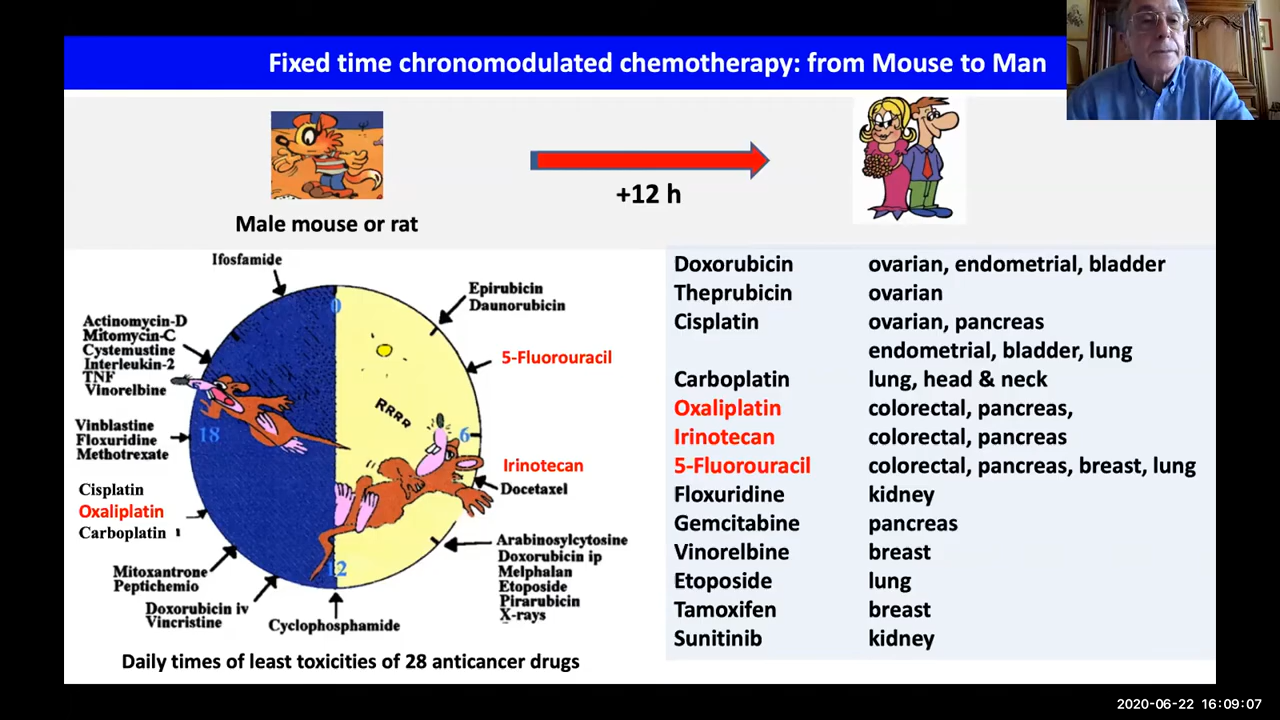 Fixed time chronomodulated chemotherapy: from Mouse to Man
+12 h
Male mouse or rat
Ifosfamide
Epirubicin
Daunorubicin
5-Fluorouracil
Irinotecan
Docetaxel
Arabinosylcytosine
Doxorubicin ip
Melphalan
Etoposide
Pirarubicin
X-rays
Cyclophosphamide
Doxorubicin iv
Vincristine
Mitoxantrone
Peptichemio
Cisplatin
Oxaliplatin
Carboplatin
Vinblastine
Floxuridine
Methotrexate
Actinomycin-D
Mitomycin-C
Cystemustine
Interleukin-2
TNF
Vinorelbine
0
6
12
18
RRRR
Daily times of least toxicities of 28 anticancer drugs
Doxorubicin ovarian, endometrial, bladder
Theprubicin ovarian
Cisplatin ovarian, pancreas
endometrial, bladder, lung
Carboplatin lung, head & neck
Oxaliplatin colorectal, pancreas,
Irinotecan colorectal, pancreas
5-Fluorouracil colorectal, pancreas, breast, lung
Floxuridine kidney
Gemcitabine pancreas
Vinorelbine breast
Etoposide lung
Tamoxifen breast
Sunitinib kidney
2020-06-22 16:09:07